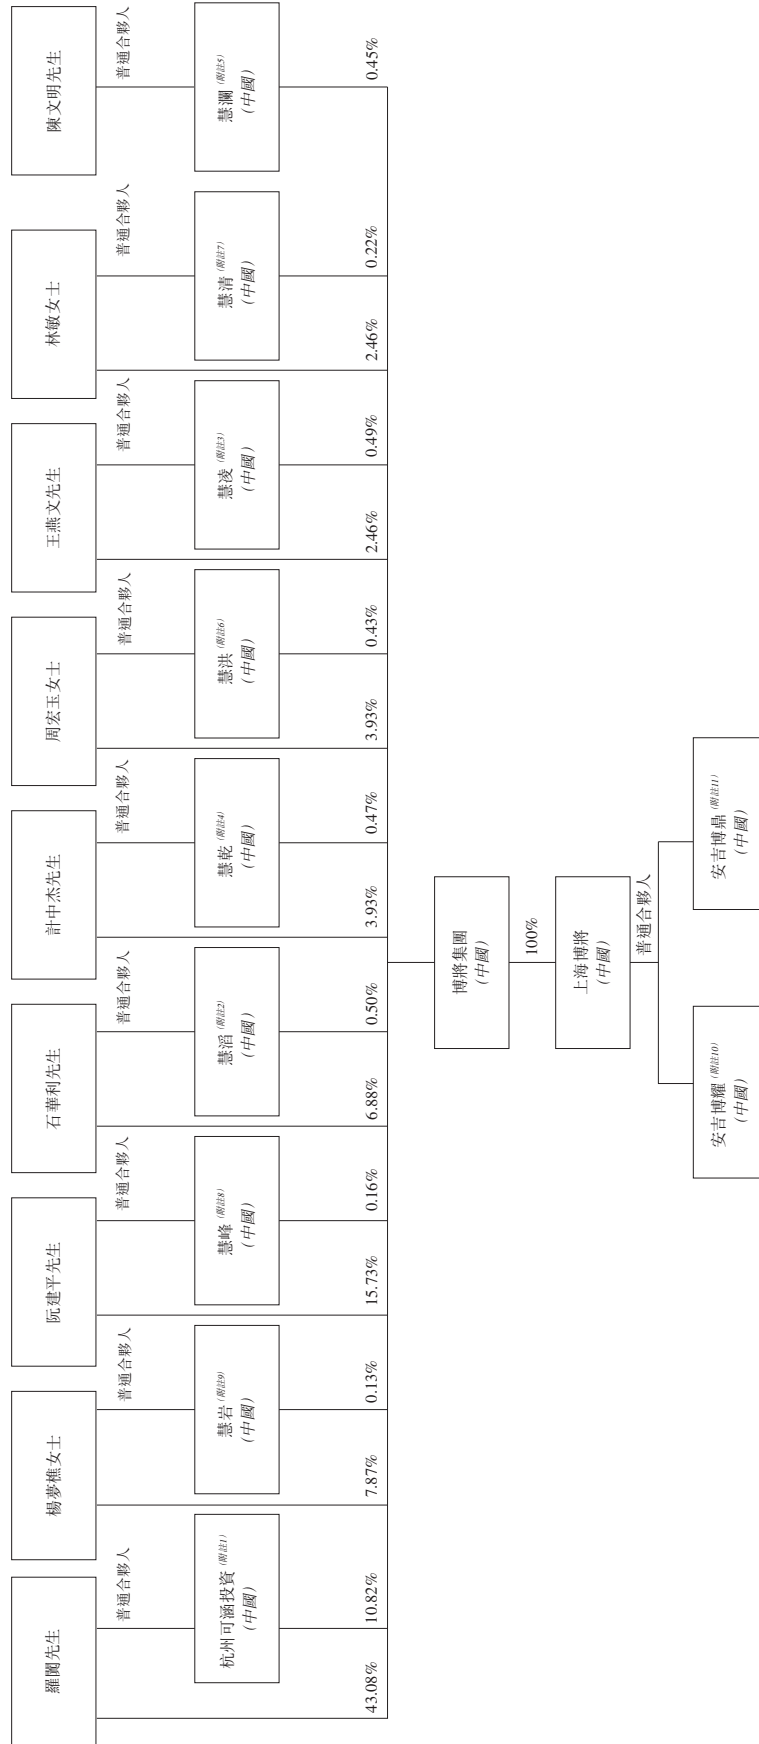 羅闐先生
楊夢樵女士
阮建平先生
石華利先生
計中杰先生
周宏玉女士
王燕文先生
林敏女士
陳文明先生
普通合夥人
普通合夥人
普通合夥人
普通合夥人
普通合夥人
普通合夥人
普通合夥人
普通合夥人
普通合夥人
杭州可涵投資 (附註1)
(中國)
慧岩 (附註9)
(中國)
慧峰 (附註8)
(中國)
慧滔 (附註2)
(中國)
慧乾 (附註4)
(中國)
慧洪 (附註6)
(中國)
慧凌 (附註3)
(中國)
慧清 (附註7)
(中國)
慧瀾 (附註5)
(中國)
43.08%
10.82%
7.87%
0.13%
15.73%
0.16%
6.88%
0.50%
3.93%
0.47%
3.93%
0.43%
2.46%
0.49%
2.46%
0.22%
0.45%
博將集團
(中國)
100%
上海博將
(中國)
普通合夥人
安吉博耀 (附註10)
(中國)
安吉博鼎 (附註11)
(中國)